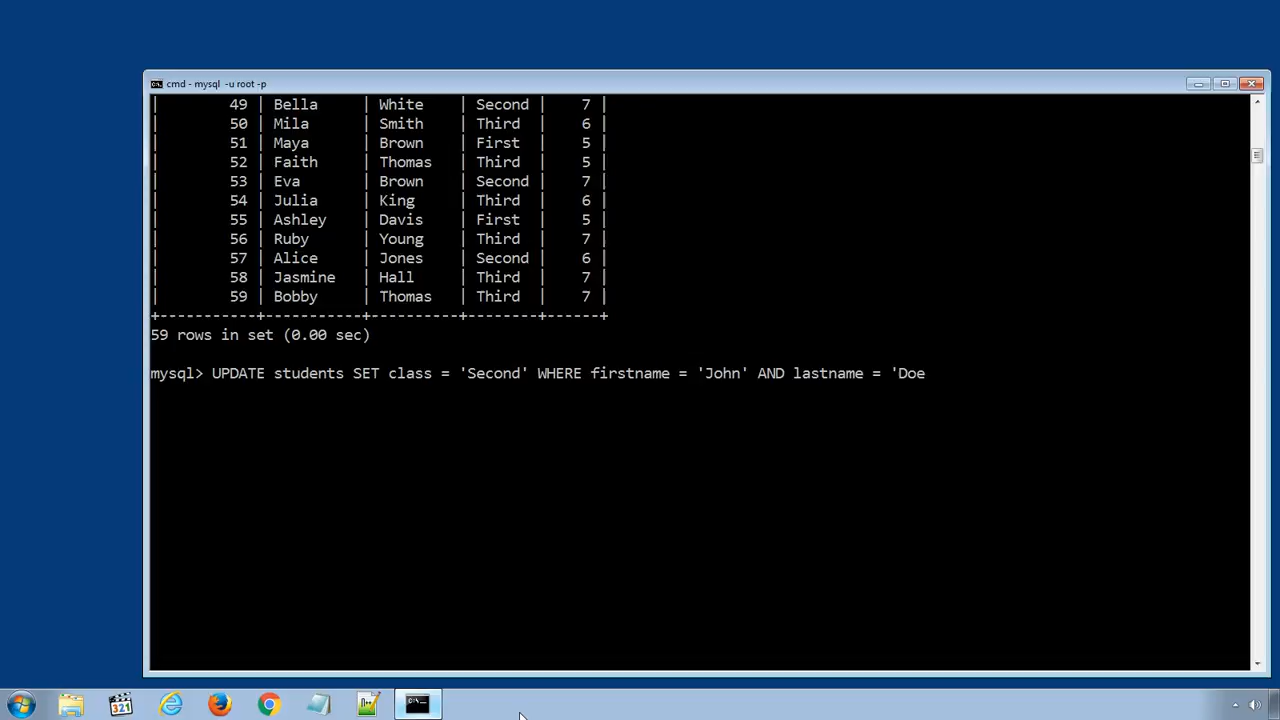 cmd - mysql -u root -p
| 49 | Bella | White | Second | 7 |
| 50 | Mila | Smith | Third | 6 |
| 51 | Maya | Brown | First | 5 |
| 52 | Faith | Thomas | Third | 5 |
| 53 | Eva | Brown | Second | 7 |
| 54 | Julia | King | Third | 6 |
| 55 | Ashley | Davis | First | 5 |
| 56 | Ruby | Young | Third | 7 |
| 57 | Alice | Jones | Second | 6 |
| 58 | Jasmine | Hall | Third | 7 |
| 59 | Bobby | Thomas | Third | 7 |
+-----------+-----------+----------+--------+------+
59 rows in set (0.00 sec)
mysql> UPDATE students SET class = 'Second' WHERE firstname = 'John' AND lastname = 'Doe
321
C:\.